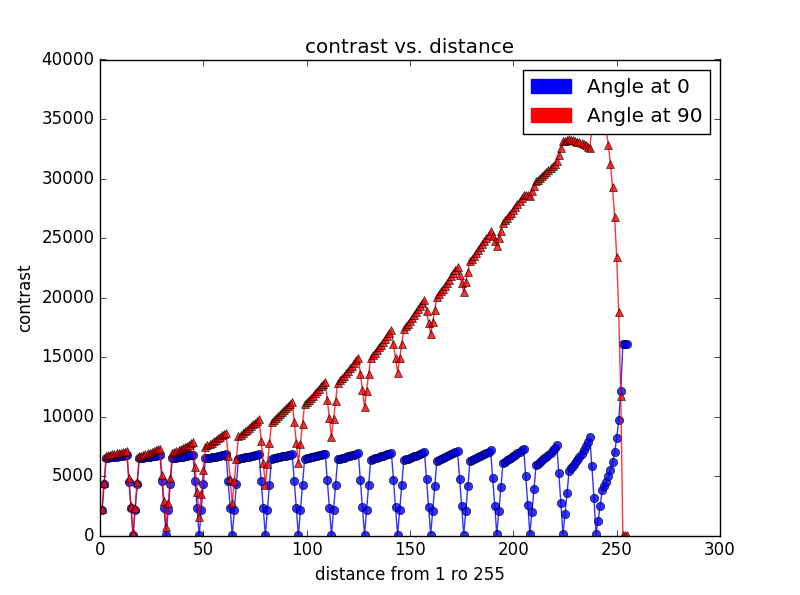 contrast vs. distance
40000
35000
30000
25000
20000
15000
10000
5000
0
contrast
Angle at 0
Angle at 90
0 50 100 150 200 250 300
distance from 1 ro 255